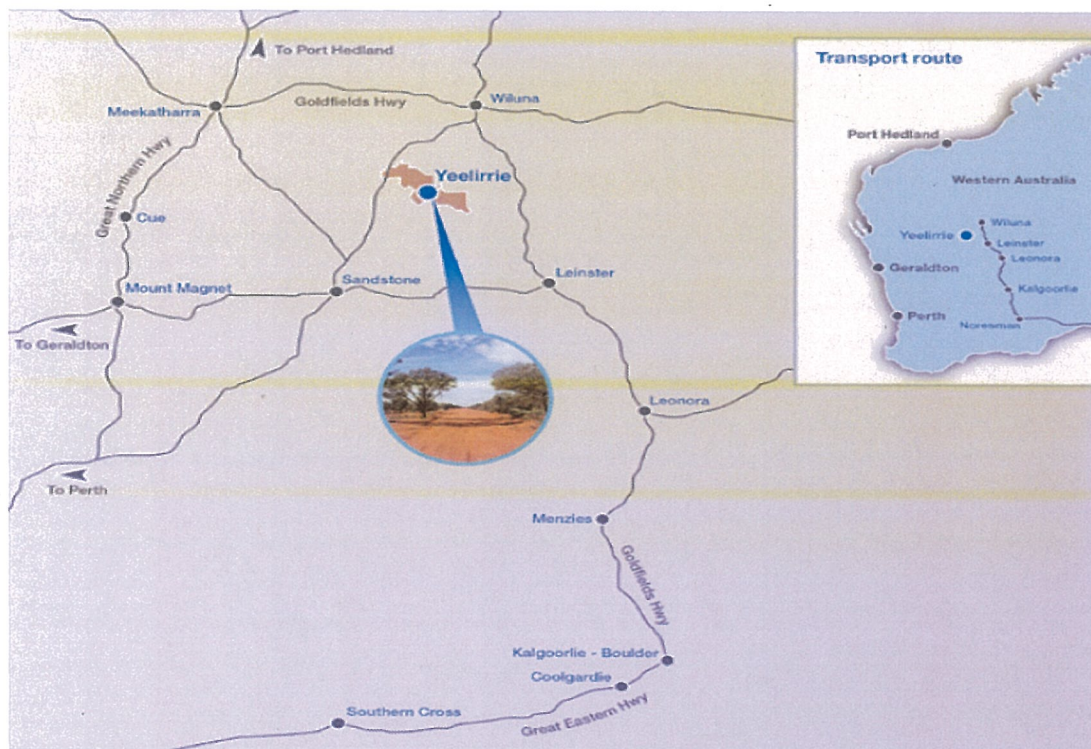 To Port Hedland
Transport route
Meekatharra
Goldfields Hwy
Wiluna
Port Hedland
Great Northern Hwy
Yeelirrie
Western Australia
Cue
Wiluna
Yeelirrie
Leinster
Leonora
Sandstone
Leinster
Geraldton
Mount Magnet
Kalgoorlie
Perth
Noresman
To Geraldton
Leonora
To Perth
Menzies
Goldfields Hwy
Kalgoorlie - Boulder
Coolgardie
Southern Cross
Great Eastern Hwy